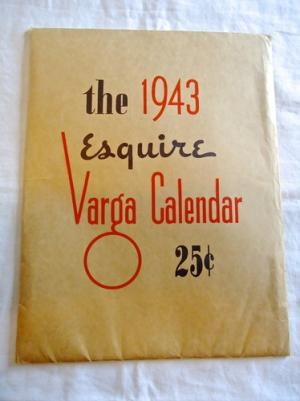 the 1943
Esquire
Varga Calendar
25¢